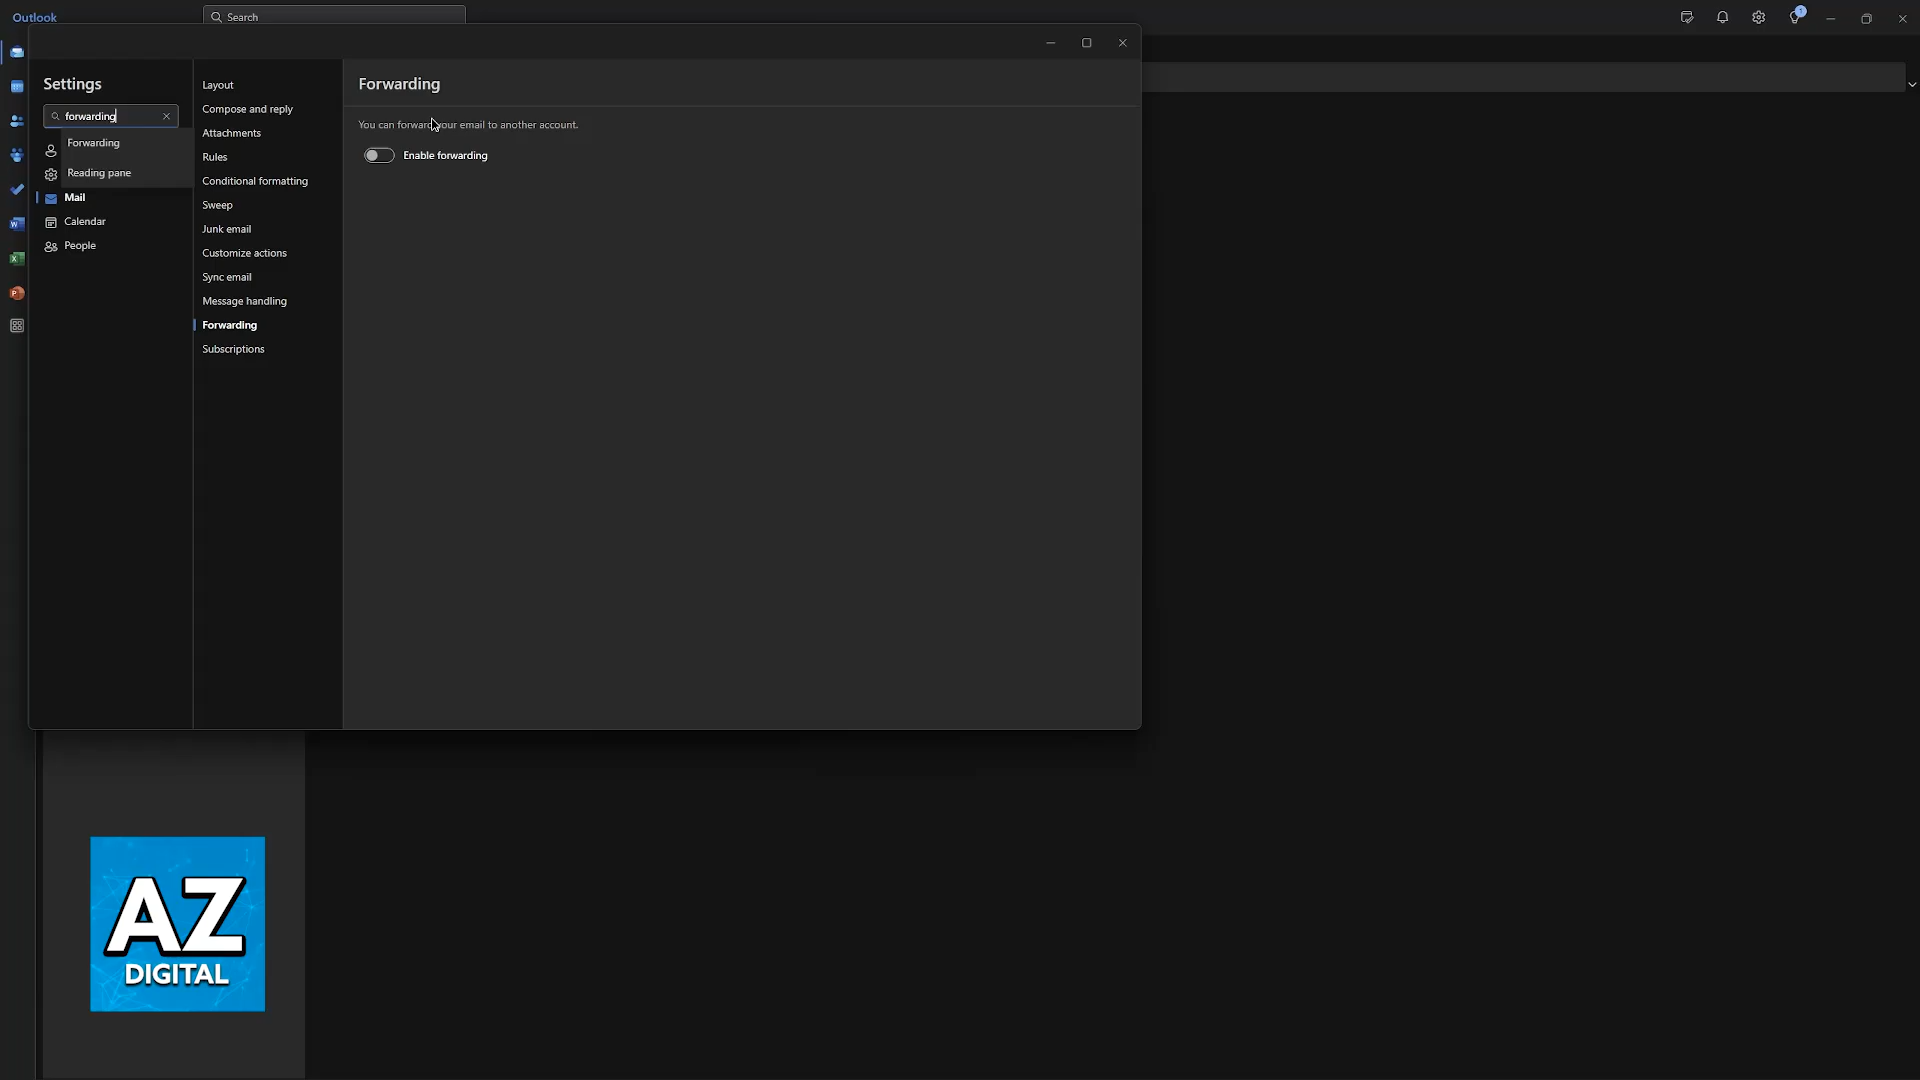 Outlook
Search
1
Settings
forwarding
Forwarding
Reading pane
Mail
Calendar
People
Layout
Compose and reply
Attachments
Rules
Conditional formatting
Sweep
Junk email
Customize actions
Sync email
Message handling
Forwarding
Subscriptions
Forwarding
You can forward your email to another account.
Enable forwarding
W
X
P
AZ
DIGITAL